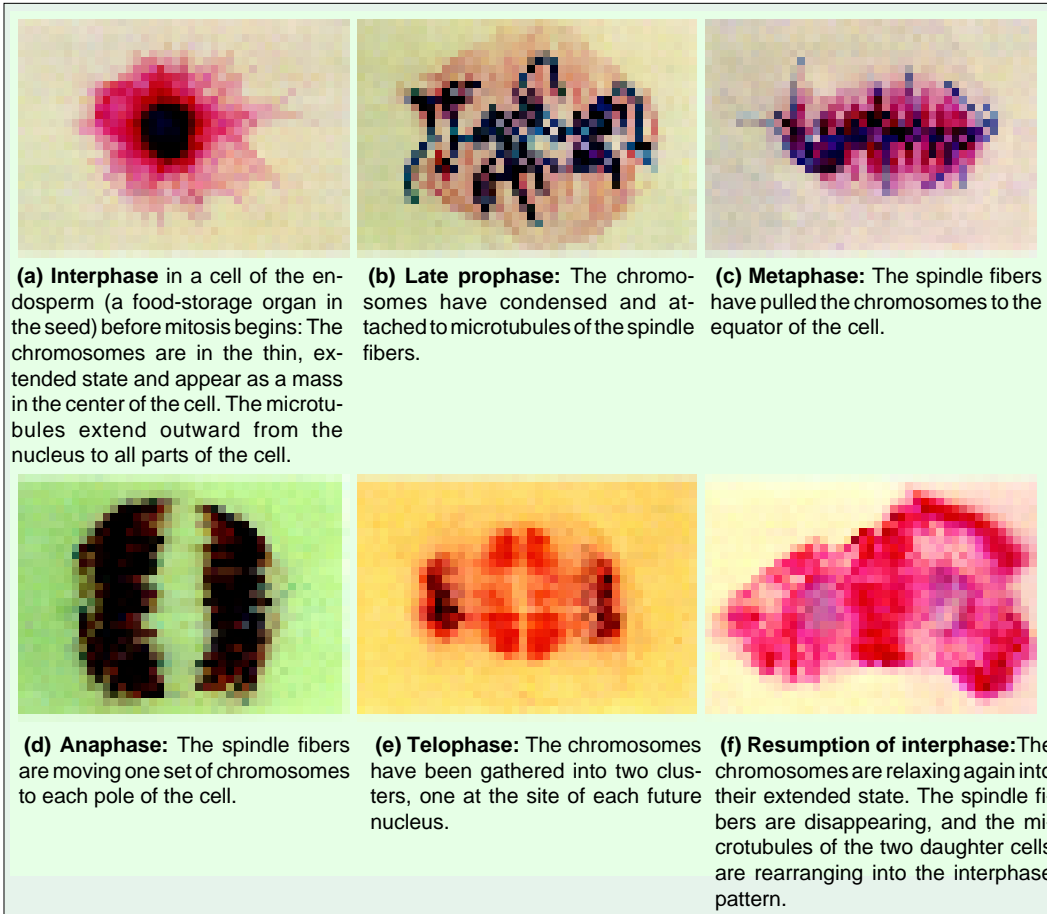 (a) Interphase in a cell of the en-
dosperm (a food-storage organ in
the seed) before mitosis begins: The
chromosomes are in the thin, ex-
tended state and appear as a mass
in the center of the cell. The microtu-
bules extend outward from the
nucleus to all parts of the cell.
(b) Late prophase: The chromo-
somes have condensed and at-
tached to microtubules of the spindle
fibers.
(c) Metaphase: The spindle fibers
have pulled the chromosomes to the
equator of the cell.
(d) Anaphase: The spindle fibers
are moving one set of chromosomes
to each pole of the cell.
(e) Telophase: The chromosomes
have been gathered into two clus-
ters, one at the site of each future
nucleus.
(f) Resumption of interphase:The
chromosomes are relaxing again into
their extended state. The spindle fi-
bers are disappearing, and the mi-
crotubules of the two daughter cells
are rearranging into the interphase
pattern.